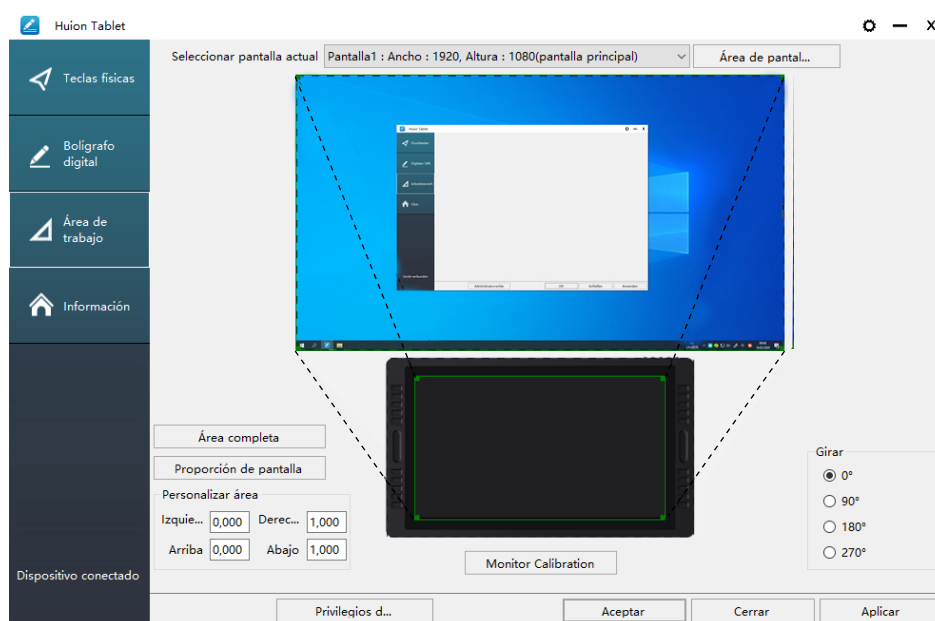 Huion Tablet
Seleccionar pantalla actual Pantalla1 : Ancho : 1920, Altura : 1080(pantalla principal) Área de pantal...
Teclas físicas
Bolígrafo
digital
Área de
trabajo
Información
Huion Tablet
Área completa
Proporción de pantalla
Personalizar área
Izquie... 0,000 Derec... 1,000
Arriba 0,000 Abajo 1,000
Girar
0°
90°
180°
270°
Monitor Calibration
Dispositivo conectado
Privilegios d... Aceptar Cerrar Aplicar